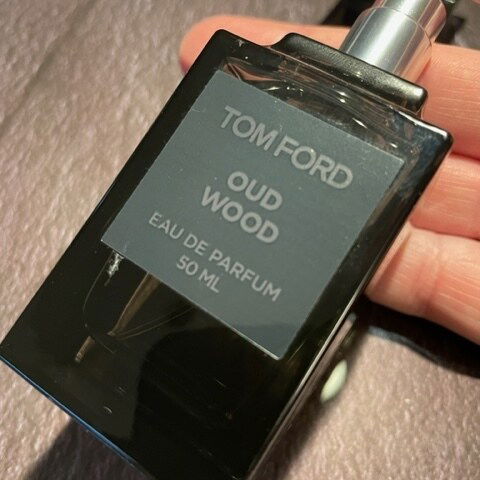 TOM FORD
OUD
WOOD
EAU DE PARFUM
50 ML